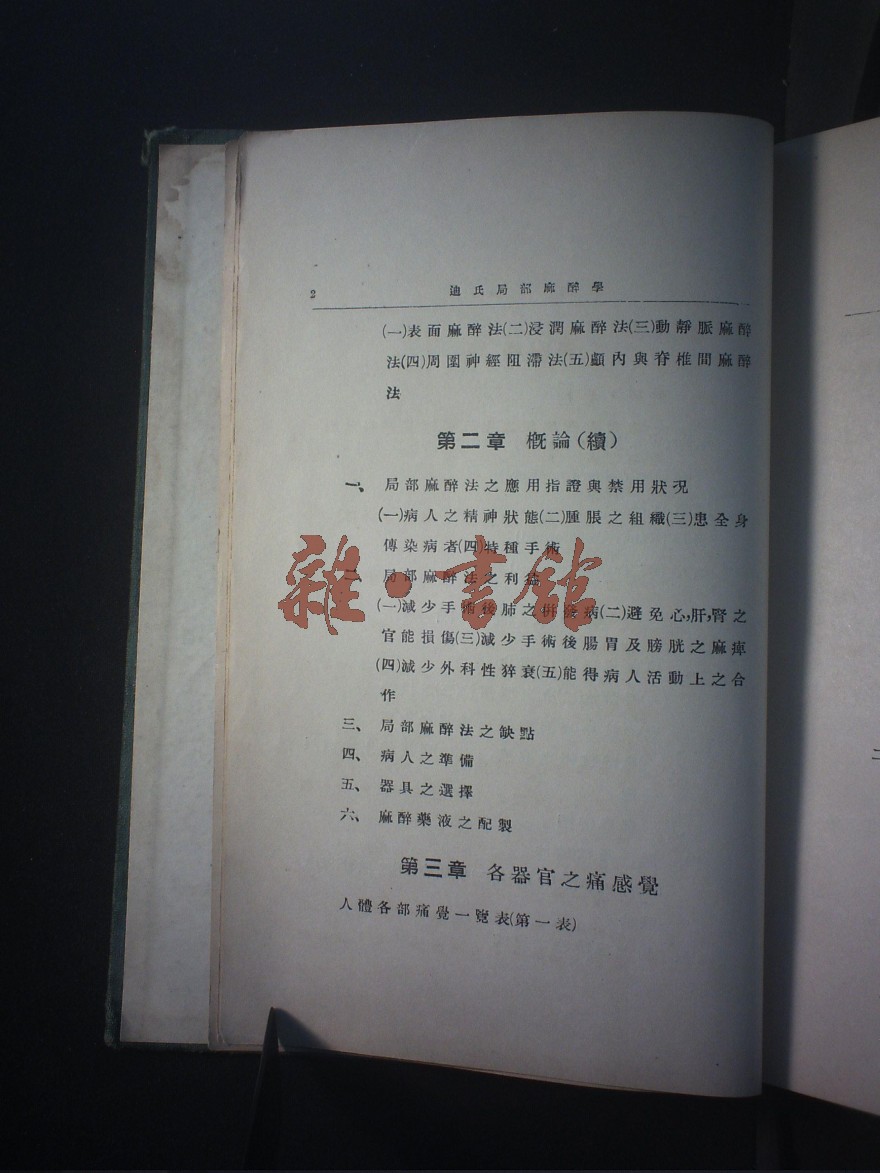 2 迪氏局部麻醉學
(一)表面麻醉法(二)浸潤麻醉法(三)動靜脈麻醉
法(四)周圍神經阻滯法(五)顱內與脊椎間麻醉
法
第二章 概論(續)
一、 局部麻醉法之應用指證與禁用狀况
(一)病人之精神狀態(二)腫脹之組織(三)患全身
傳染病者(四)特種手術
二、 局部麻醉法之利益
(一)減少手術後肺之併發病(二)避免心,肝,腎之
官能損傷(三)減少手術後腸胃及膀胱之麻痺
(四)減少外科性猝衰(五)能得病人活動上之合
作
三、 局部麻醉法之缺點
四、 病人之準備
五、 器具之選擇
六、 麻醉藥液之配製
第三章 各器官之痛感覺
人體各部痛覺一覽表(第一表)
雜·書館
二